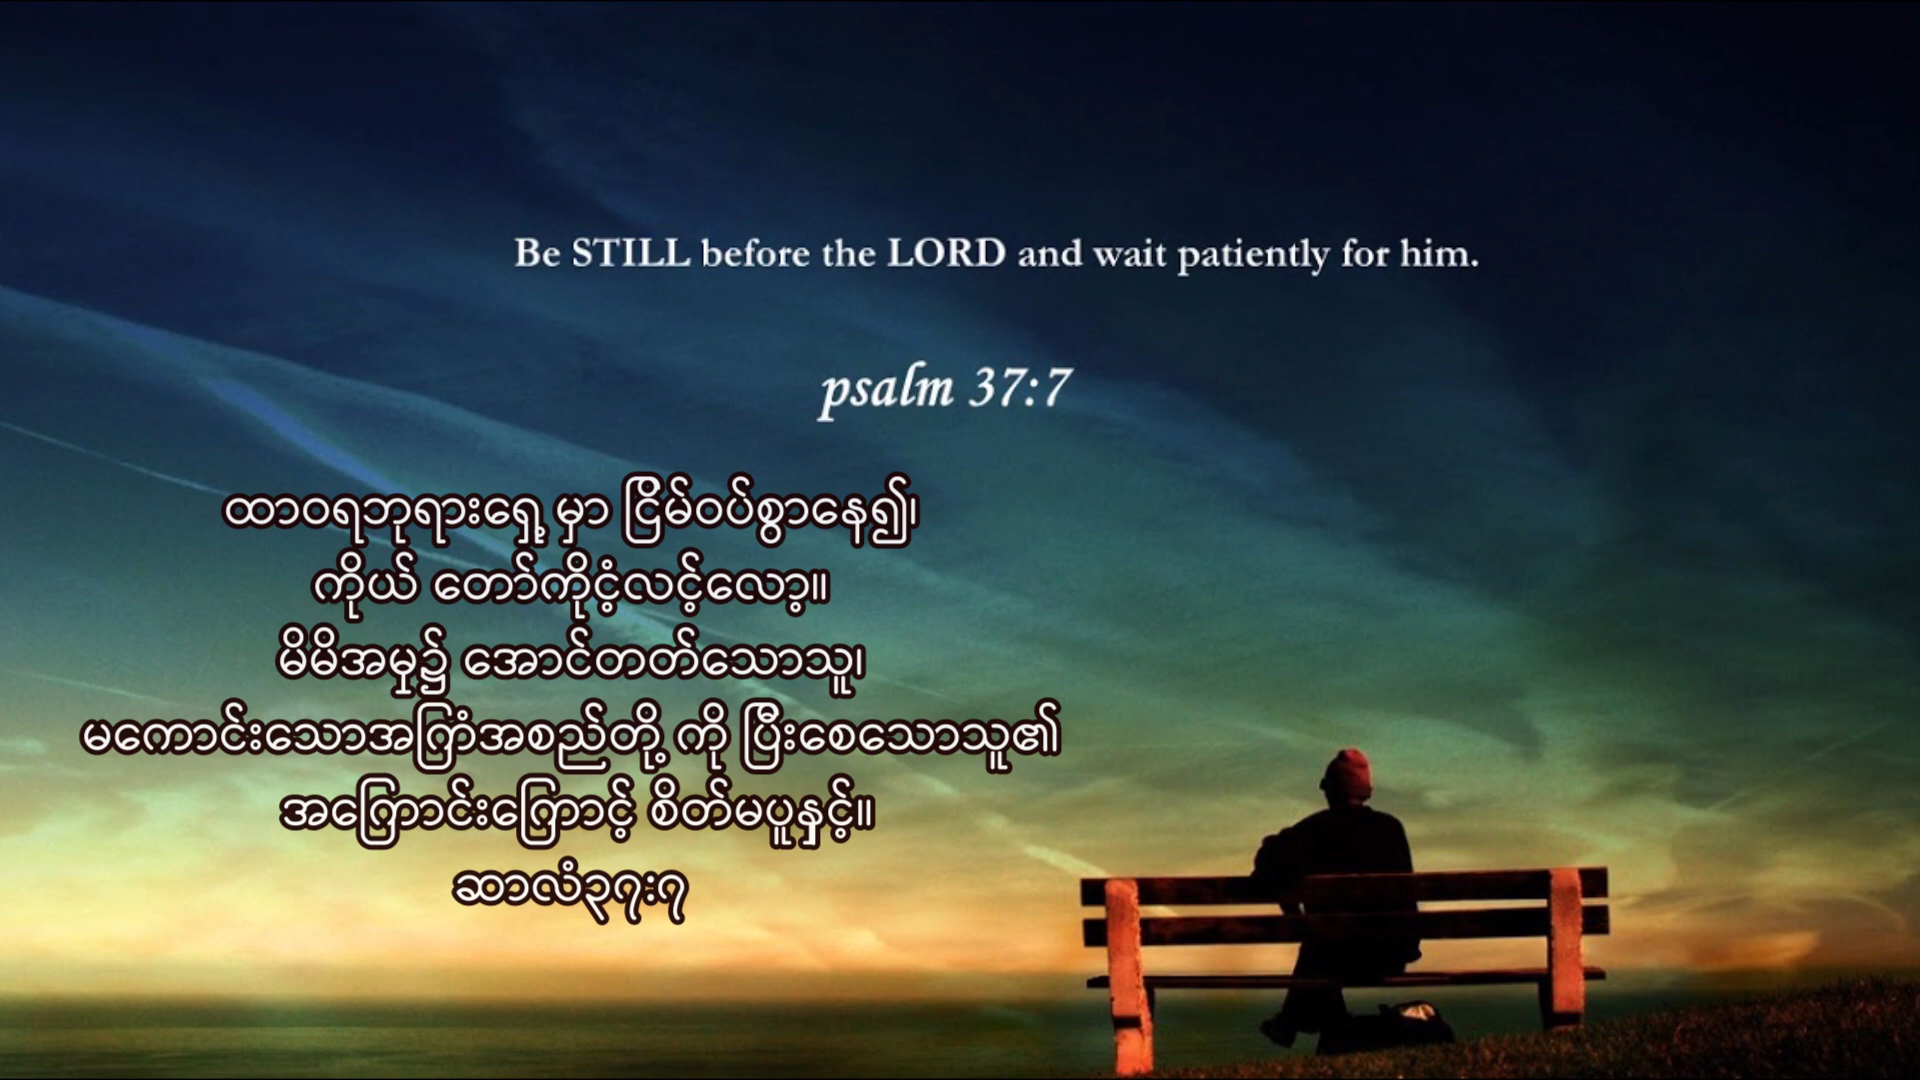 Be STILL before the LORD and wait patiently for him.
psalm 37:7
ထာဝရဘုရားရှေ့ မှာ ငြိမ်ဝပ်စွာနေ၍၊
ကိုယ် တော်ကိုငံ့လင့်လော့။
မိမိအမှု၌ အောင်တတ်သောသူ၊
မကောင်းသောအကြံအစည်တို့ ကို ပြီးစေသောသူ၏
အကြောင်းကြောင့် စိတ်မပူနှင့်။
ဆာလံ၃၇:၇